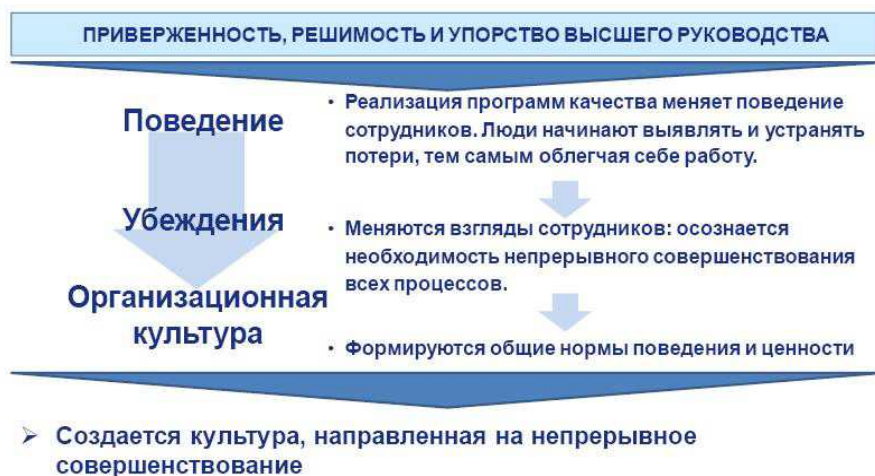 ПРИВЕРЖЕННОСТЬ, РЕШИМОСТЬ И УПОРСТВО ВЫСШЕГО РУКОВОДСТВА
Поведение
• Реализация программ качества меняет поведение
сотрудников. Люди начинают выявлять и устранять
потери, тем самым облегчая себе работу.
Убеждения
• Меняются взгляды сотрудников: осознается
необходимость непрерывного совершенствования
всех процессов.
Организационная
культура
• Формируются общие нормы поведения и ценности
➢ Создается культура, направленная на непрерывное
совершенствование